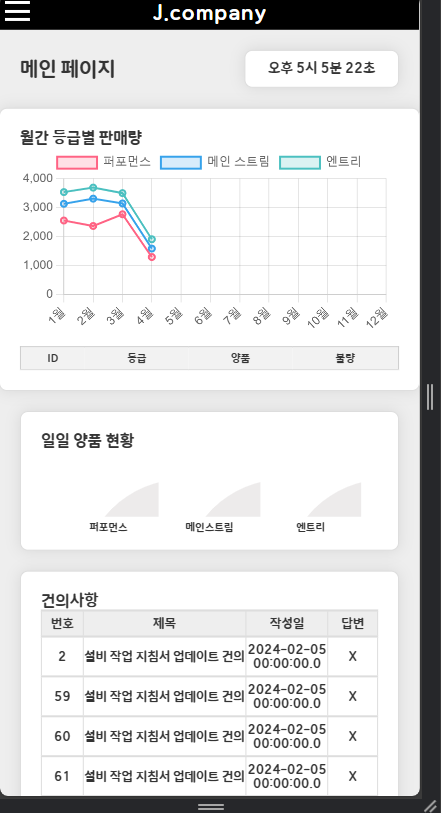 J.company
메인 페이지
오후 5시 5분 22초
월간 등급별 판매량
퍼포먼스 메인 스트림 엔트리
4,000
3,000
2,000
1,000
0
1월 2월 3월 4월 5월 6월 7월 8월 9월 10월 11월 12월
ID 등급 양품 불량
일일 양품 현황
퍼포먼스 메인스트림 엔트리
건의사항
번호 제목 작성일 답변
2 설비 작업 지침서 업데이트 건의 2024-02-05 X
00:00:00.0
59 설비 작업 지침서 업데이트 건의 2024-02-05 X
00:00:00.0
60 설비 작업 지침서 업데이트 건의 2024-02-05 X
00:00:00.0
61 설비 작업 지침서 업데이트 건의 2024-02-05 X
00:00:00.0